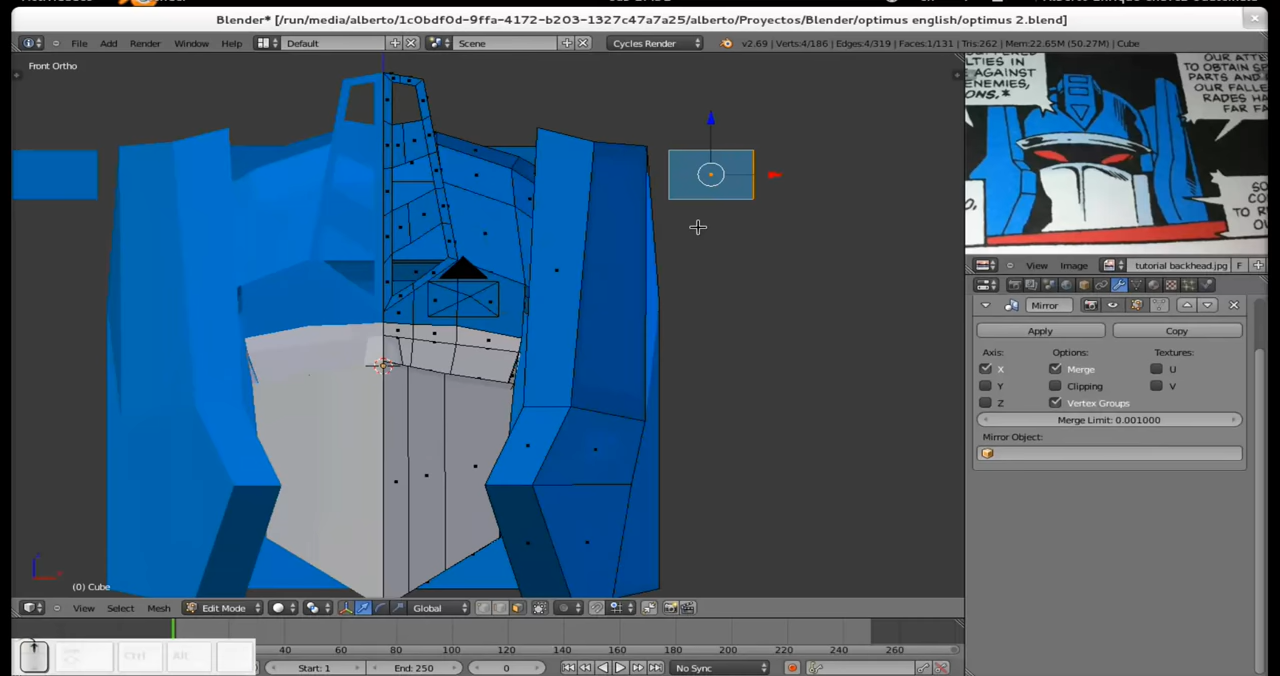 Blender* [/run/media/alberto/1c0bdf0d-9ffa-4172-b203-1327c47a7a25/alberto/Proyectos/Blender/optimus english/optimus 2.blend]
File Add Render Window Help Default Scene Cycles Render v2.69 | Verts:4/186 | Edges:4/319 | Faces:1/131 | Tris:262 | Mem:22.65M (50.27M) | Cube
Front Ortho
LTIES IN
AGAINST
ENEMIES,
ONS,*
OUR A
TO OBTAIN
PARTS AND
OUR FALLE
RADES HA
FAR F
SO
CO
TO R
View Image tutorial backhead.jpg F
Mirror
Apply Copy
Axis: Options: Textures:
X Merge U
Y Clipping V
Z Vertex Groups
Merge Limit: 0.001000
Mirror Object:
(0) Cube
View Select Mesh Edit Mode Global
Ctrl Alt
40 60 80 100 120 140 160 180 200 220 240 260
Start: 1 End: 250 0 No Sync